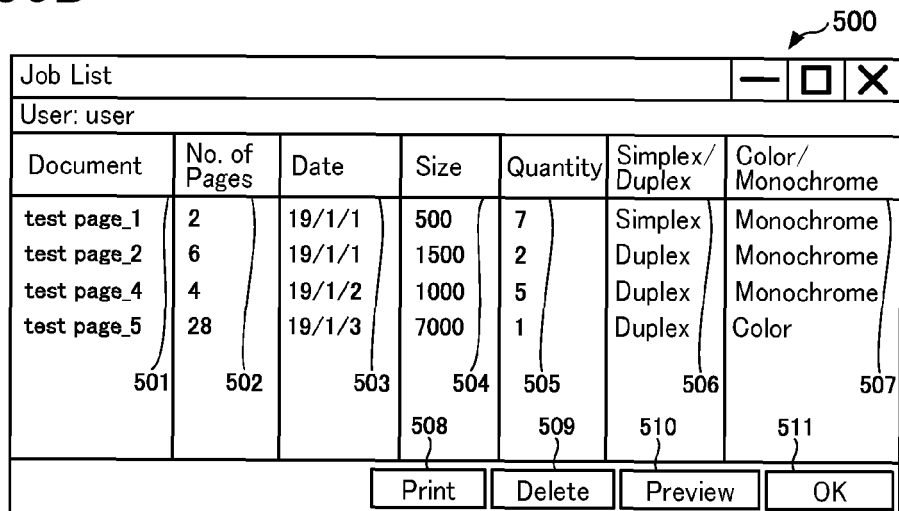 500
Job List
User: user
Document No. of Pages Date Size Quantity Simplex/ Duplex Color/ Monochrome
test page_1 2 19/1/1 500 7 Simplex Monochrome
test page_2 6 19/1/1 1500 2 Duplex Monochrome
test page_4 4 19/1/2 1000 5 Duplex Monochrome
test page_5 28 19/1/3 7000 1 Duplex Color
501 502 503 504 505 506 507
508 509 510 511
Print Delete Preview OK